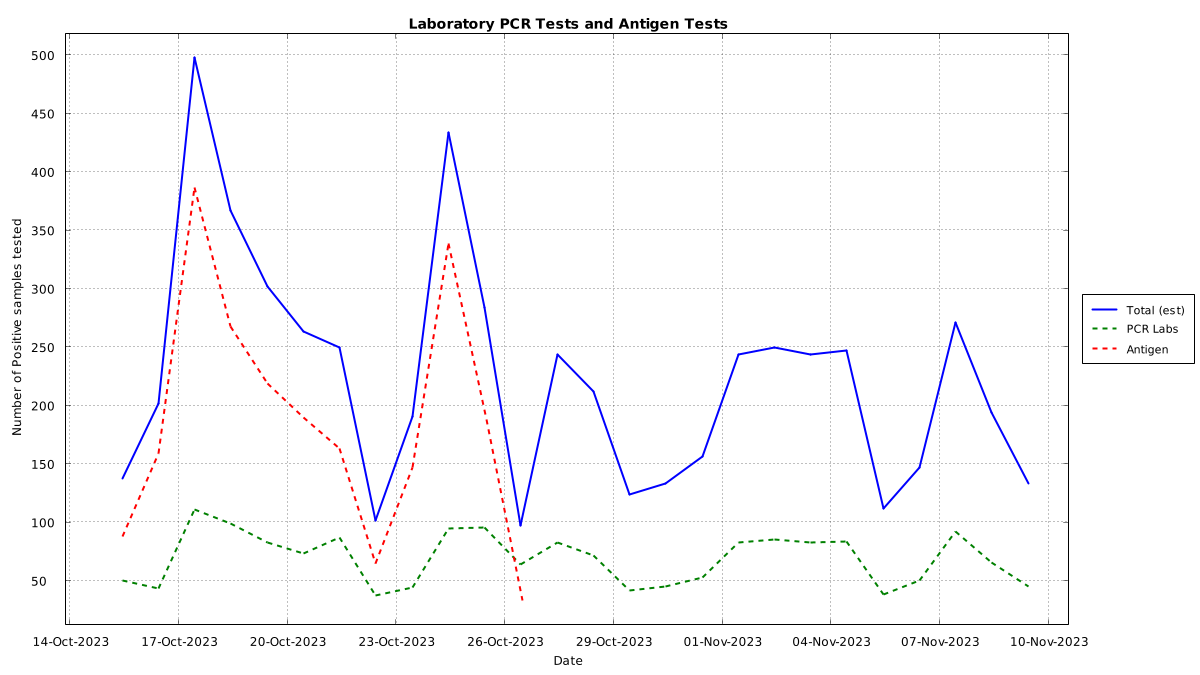 Laboratory PCR Tests and Antigen Tests
500
450
400
350
300
250
200
150
100
50
Number of Positive samples tested
14-Oct-2023 17-Oct-2023 20-Oct-2023 23-Oct-2023 26-Oct-2023 29-Oct-2023 01-Nov-2023 04-Nov-2023 07-Nov-2023 10-Nov-2023
Date
Total (est)
PCR Labs
Antigen